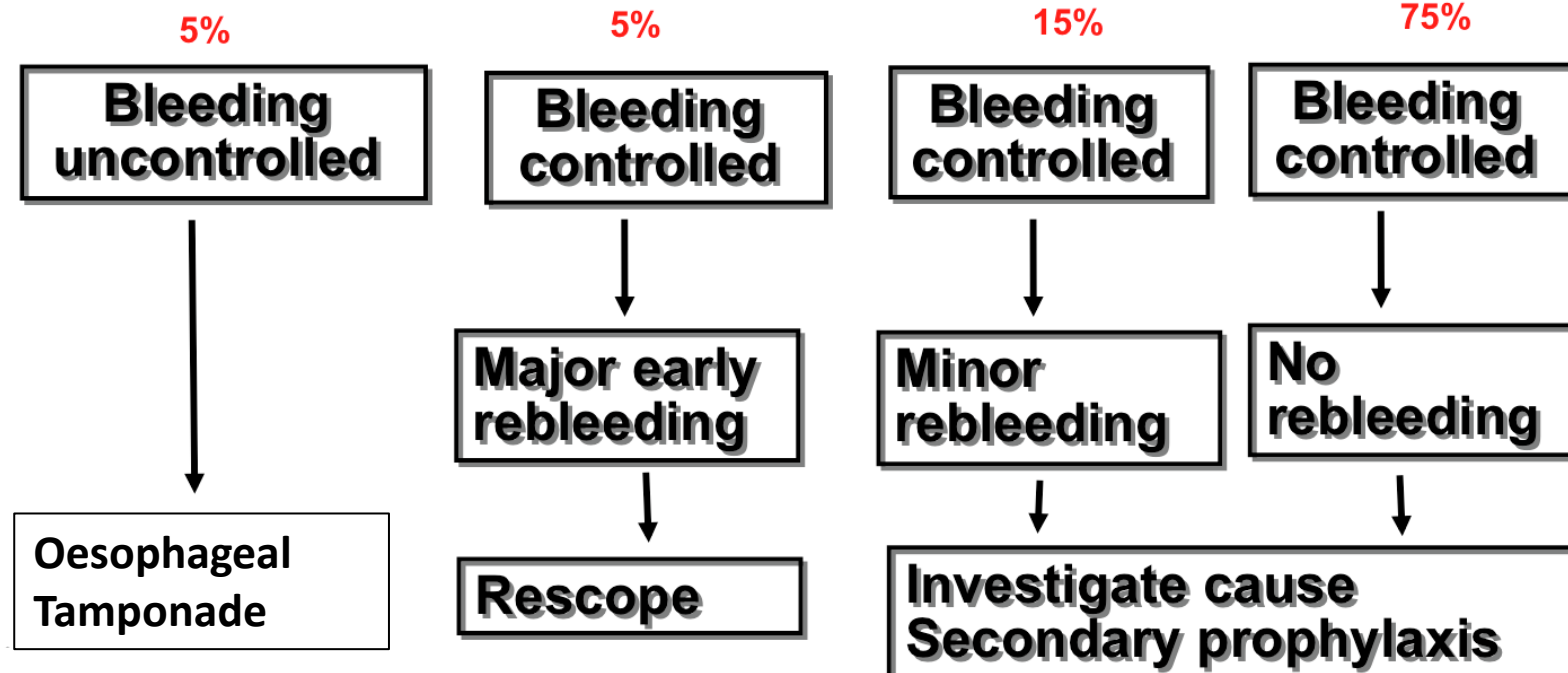 5%
5%
15%
75%
Bleeding
uncontrolled
Bleeding
controlled
Bleeding
controlled
Bleeding
controlled
Major early
rebleeding
Minor
rebleeding
No
rebleeding
Oesophageal
Tamponade
Rescope
Investigate cause
Secondary prophylaxis